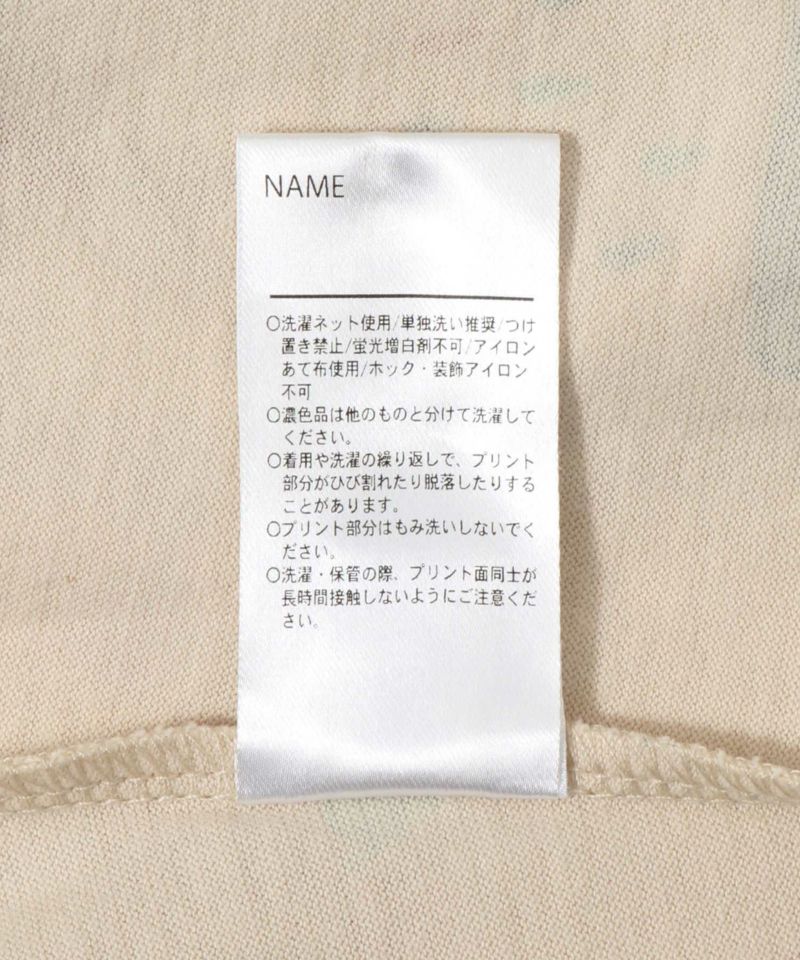 NAME
〇洗濯ネット使用/単独洗い推奨/つけ
置き禁止/蛍光増白剤不可/アイロン
あて布使用/ホック・装飾アイロン
不可
〇濃色品は他のものと分けて洗濯して
ください。
〇着用や洗濯の繰り返しで、プリント
部分がひび割れたり脱落したりする
ことがあります。
〇プリント部分はもみ洗いしないでく
ださい。
〇洗濯・保管の際、プリント面同士が
長時間接触しないようにご注意くだ
さい。